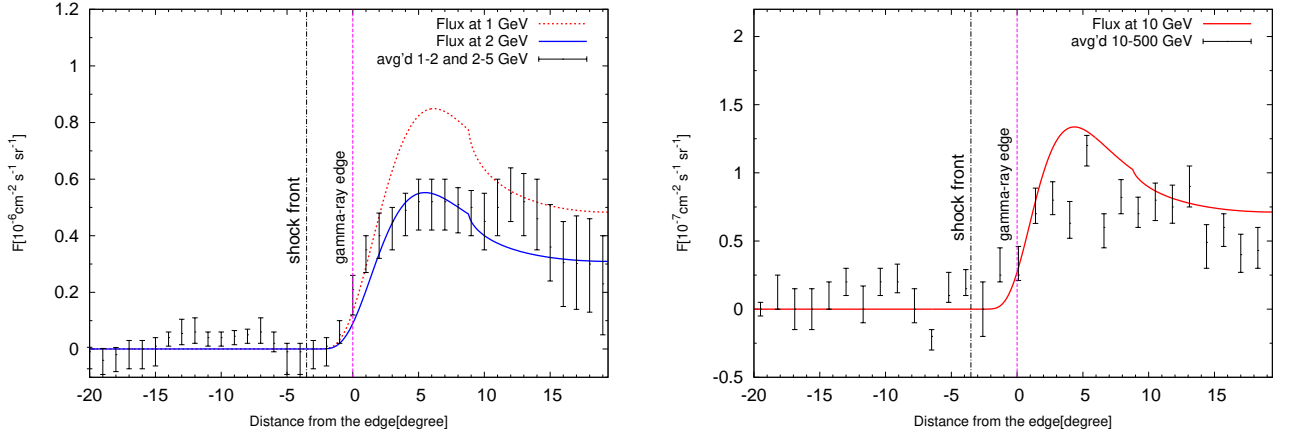 Flux at 1 GeV
Flux at 2 GeV
avg'd 1-2 and 2-5 GeV
1.2
1
0.8
0.6
0.4
0.2
0
F[10⁻⁶cm⁻² s⁻¹ sr⁻¹]
shock front
gamma-ray edge
-20 -15 -10 -5 0 5 10 15
Distance from the edge[degree]
Flux at 10 GeV
avg'd 10-500 GeV
2
1.5
1
0.5
0
-0.5
F[10⁻⁷cm⁻² s⁻¹ sr⁻¹]
shock front
gamma-ray edge
-20 -15 -10 -5 0 5 10 15
Distance from the edge[degree]